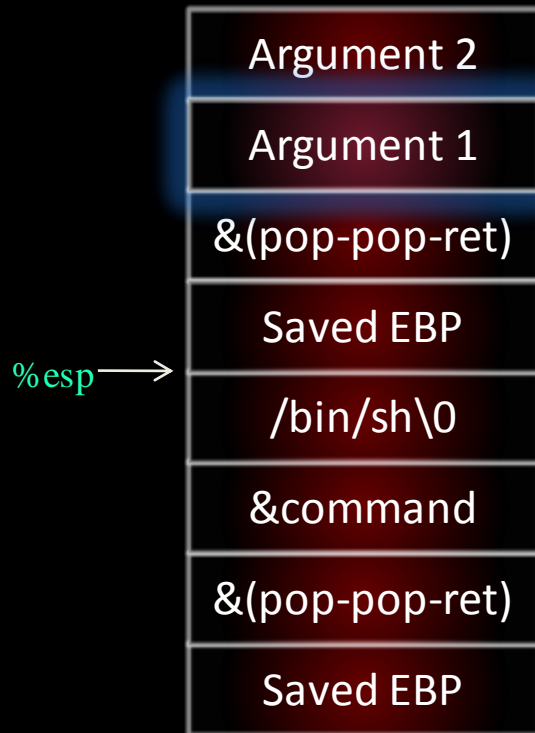 Argument 2
Argument 1
&(pop-pop-ret)
Saved EBP
%esp
/bin/sh\0
&command
&(pop-pop-ret)
Saved EBP